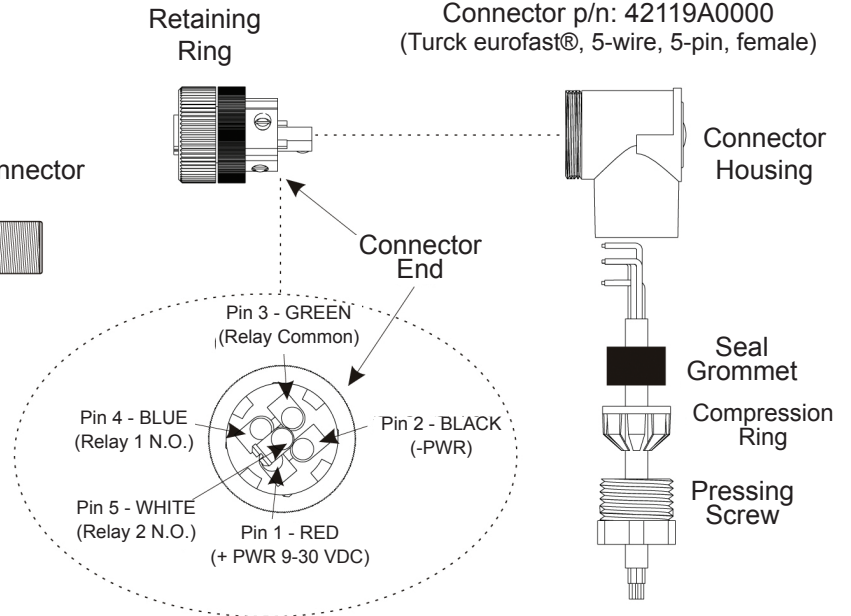 Retaining
Ring
Connector p/n: 42119A0000
(Turck eurofast®, 5-wire, 5-pin, female)
nnector
Connector
Housing
Connector
End
Pin 3 - GREEN
(Relay Common)
Seal
Grommet
Pin 4 - BLUE
(Relay 1 N.O.)
Pin 2 - BLACK
(-PWR)
Compression
Ring
Pin 5 - WHITE
(Relay 2 N.O.)
Pin 1 - RED
(+ PWR 9-30 VDC)
Pressing
Screw